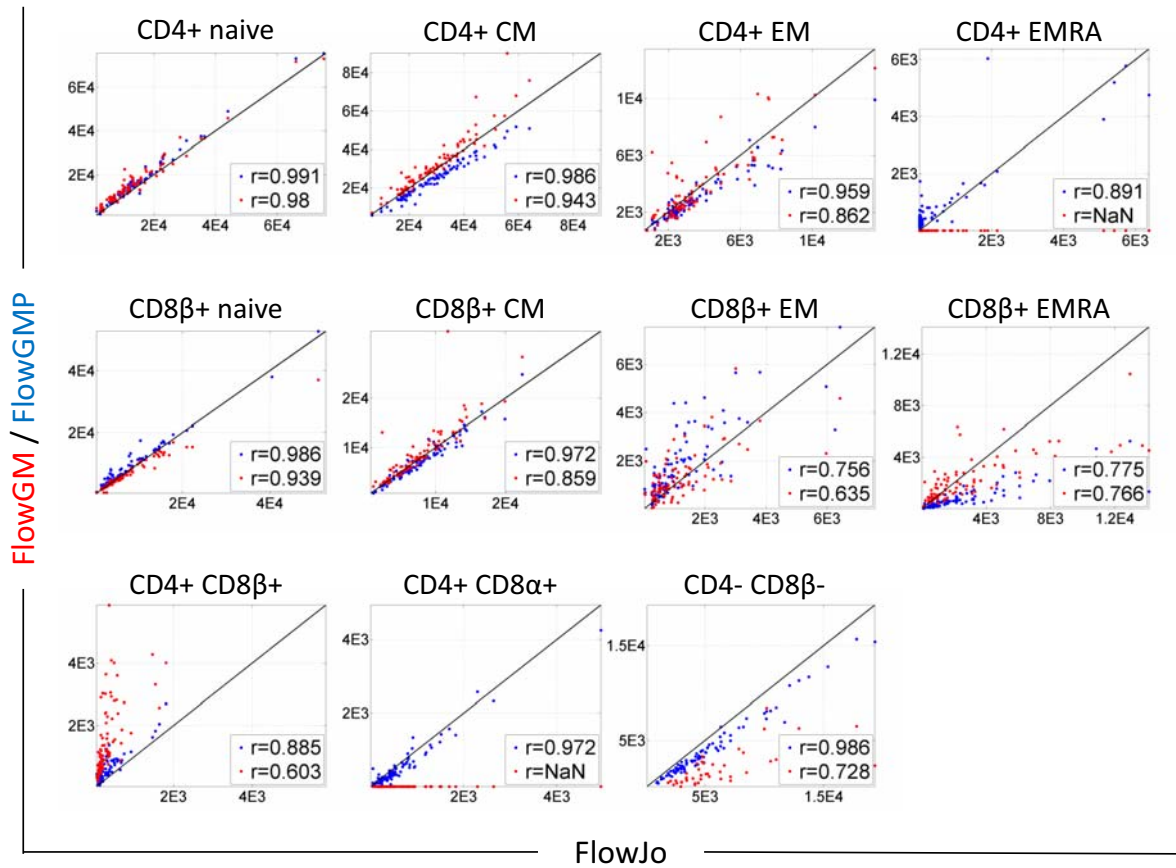 CD4+ naive
6E4
4E4
2E4
r=0.991
r=0.98
2E4 4E4 6E4
CD4+ CM
8E4
6E4
4E4
2E4
r=0.986
r=0.943
2E4 4E4 6E4 8E4
CD4+ EM
1E4
6E3
2E3
r=0.959
r=0.862
2E3 6E3 1E4
CD4+ EMRA
6E3
4E3
2E3
r=0.891
r=NaN
2E3 6E3
CD8β+ naive
4E4
2E4
r=0.986
r=0.939
2E4 4E4
CD8β+ CM
2E4
1E4
r=0.972
r=0.859
1E4 2E4
CD8β+ EM
6E3
4E3
2E3
r=0.756
r=0.635
2E3 4E3 6E3
CD8β+ EMRA
1.2E4
8E3
4E3
r=0.775
r=0.766
4E3 8E3 1.2E4
CD4+ CD8β+
4E3
2E3
r=0.885
r=0.603
2E3 4E3
CD4+ CD8α+
4E3
2E3
r=0.972
r=NaN
2E3 4E3
CD4- CD8β-
1.5E4
5E3
r=0.986
r=0.728
5E3 1.5E4
FlowGM / FlowGMP
FlowJo